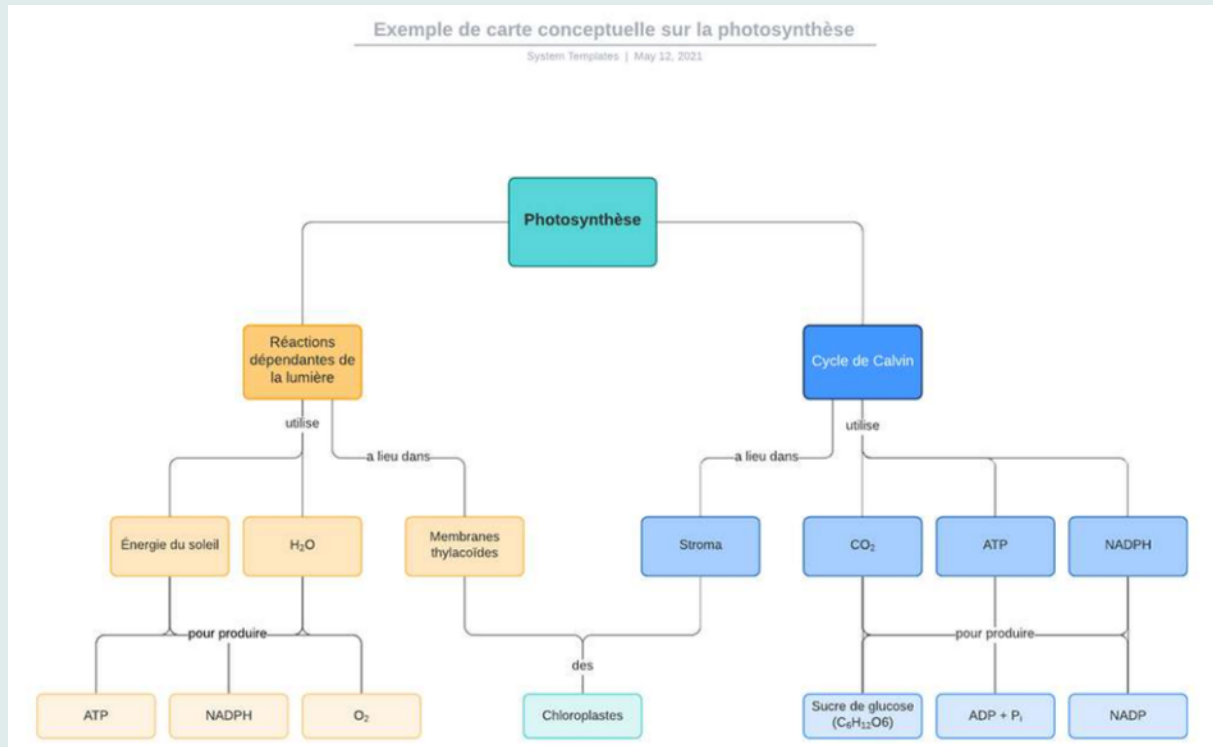 Exemple de carte conceptuelle sur la photosynthèse
System Templates | May 12, 2021
Photosynthèse
Réactions
dépendantes de
la lumière
Cycle de Calvin
utilise
utilise
a lieu dans
a lieu dans
Énergie du soleil
H₂O
Membranes
thylacoïdes
Stroma
CO₂
ATP
NADPH
pour produire
pour produire
des
ATP
NADPH
O₂
Chloroplastes
Sucre de glucose
(C₆H₁₂O6)
ADP + Pᵢ
NADP